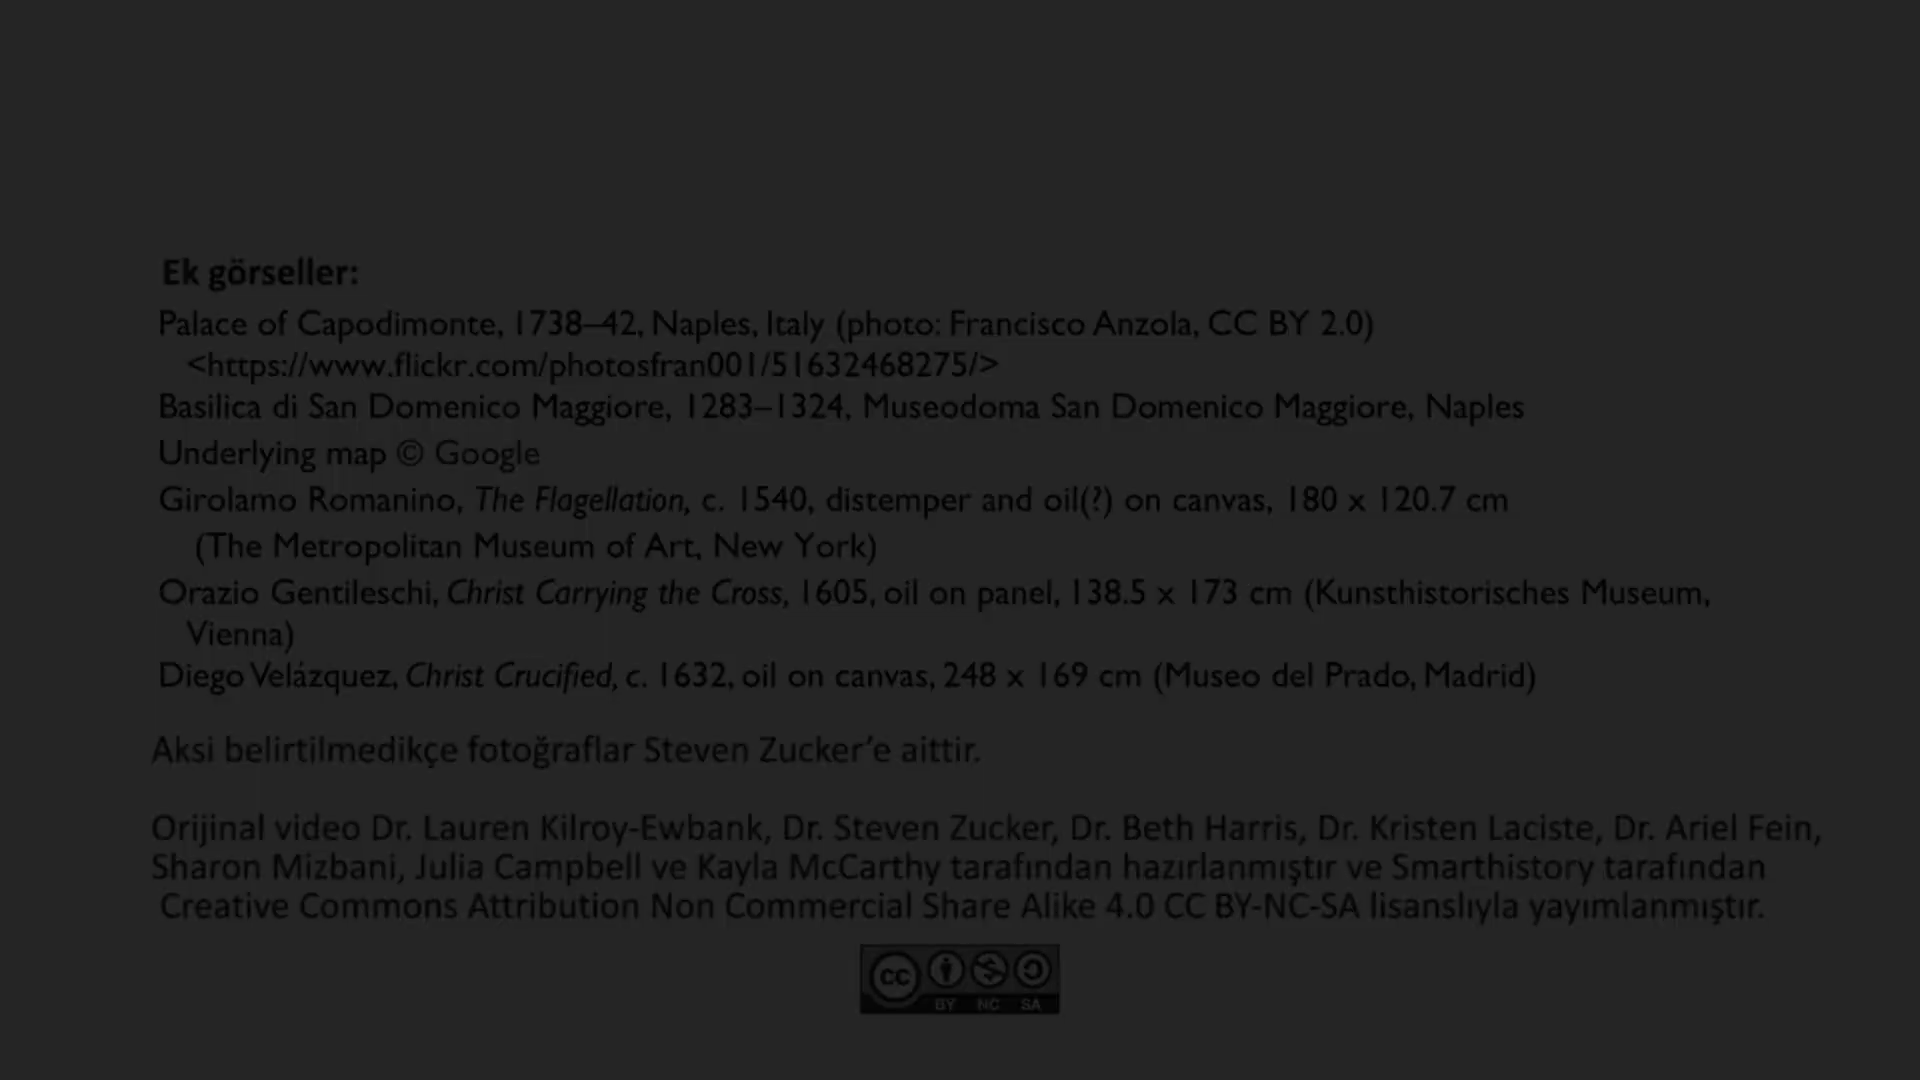 Ek görseller:
Palace of Capodimonte, 1738–42, Naples, Italy (photo: Francisco Anzola, CC BY 2.0)
<https://www.flickr.com/photosfran001/51632468275/>
Basilica di San Domenico Maggiore, 1283–1324, Museodoma San Domenico Maggiore, Naples
Underlying map © Google
Girolamo Romanino, The Flagellation, c. 1540, distemper and oil(?) on canvas, 180 x 120.7 cm
(The Metropolitan Museum of Art, New York)
Orazio Gentileschi, Christ Carrying the Cross, 1605, oil on panel, 138.5 x 173 cm (Kunsthistorisches Museum,
Vienna)
Diego Velázquez, Christ Crucified, c. 1632, oil on canvas, 248 x 169 cm (Museo del Prado, Madrid)
Aksi belirtilmedikçe fotoğraflar Steven Zucker’e aittir.
Orijinal video Dr. Lauren Kilroy-Ewbank, Dr. Steven Zucker, Dr. Beth Harris, Dr. Kristen Laciste, Dr. Ariel Fein,
Sharon Mizbani, Julia Campbell ve Kayla McCarthy tarafından hazırlanmıştır ve Smarthistory tarafından
Creative Commons Attribution Non Commercial Share Alike 4.0 CC BY-NC-SA lisanslıyla yayımlanmıştır.
cc BY NC SA